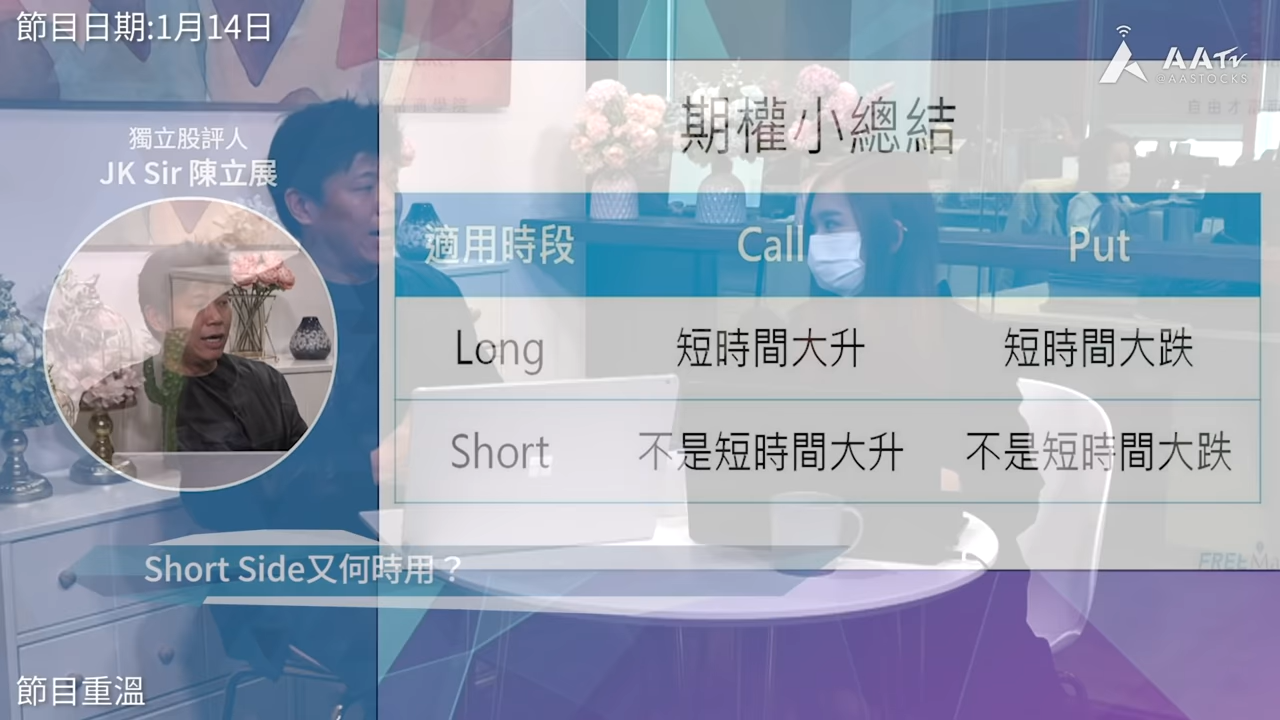 節目日期:1月14日
AATV
@AASTOCKS
獨立股評人
JK Sir 陳立展
期權小總結
適用時段 Call Put
Long 短時間大升 短時間大跌
Short 不是短時間大升 不是短時間大跌
Short Side又何時用？
FREEMa
節目重溫